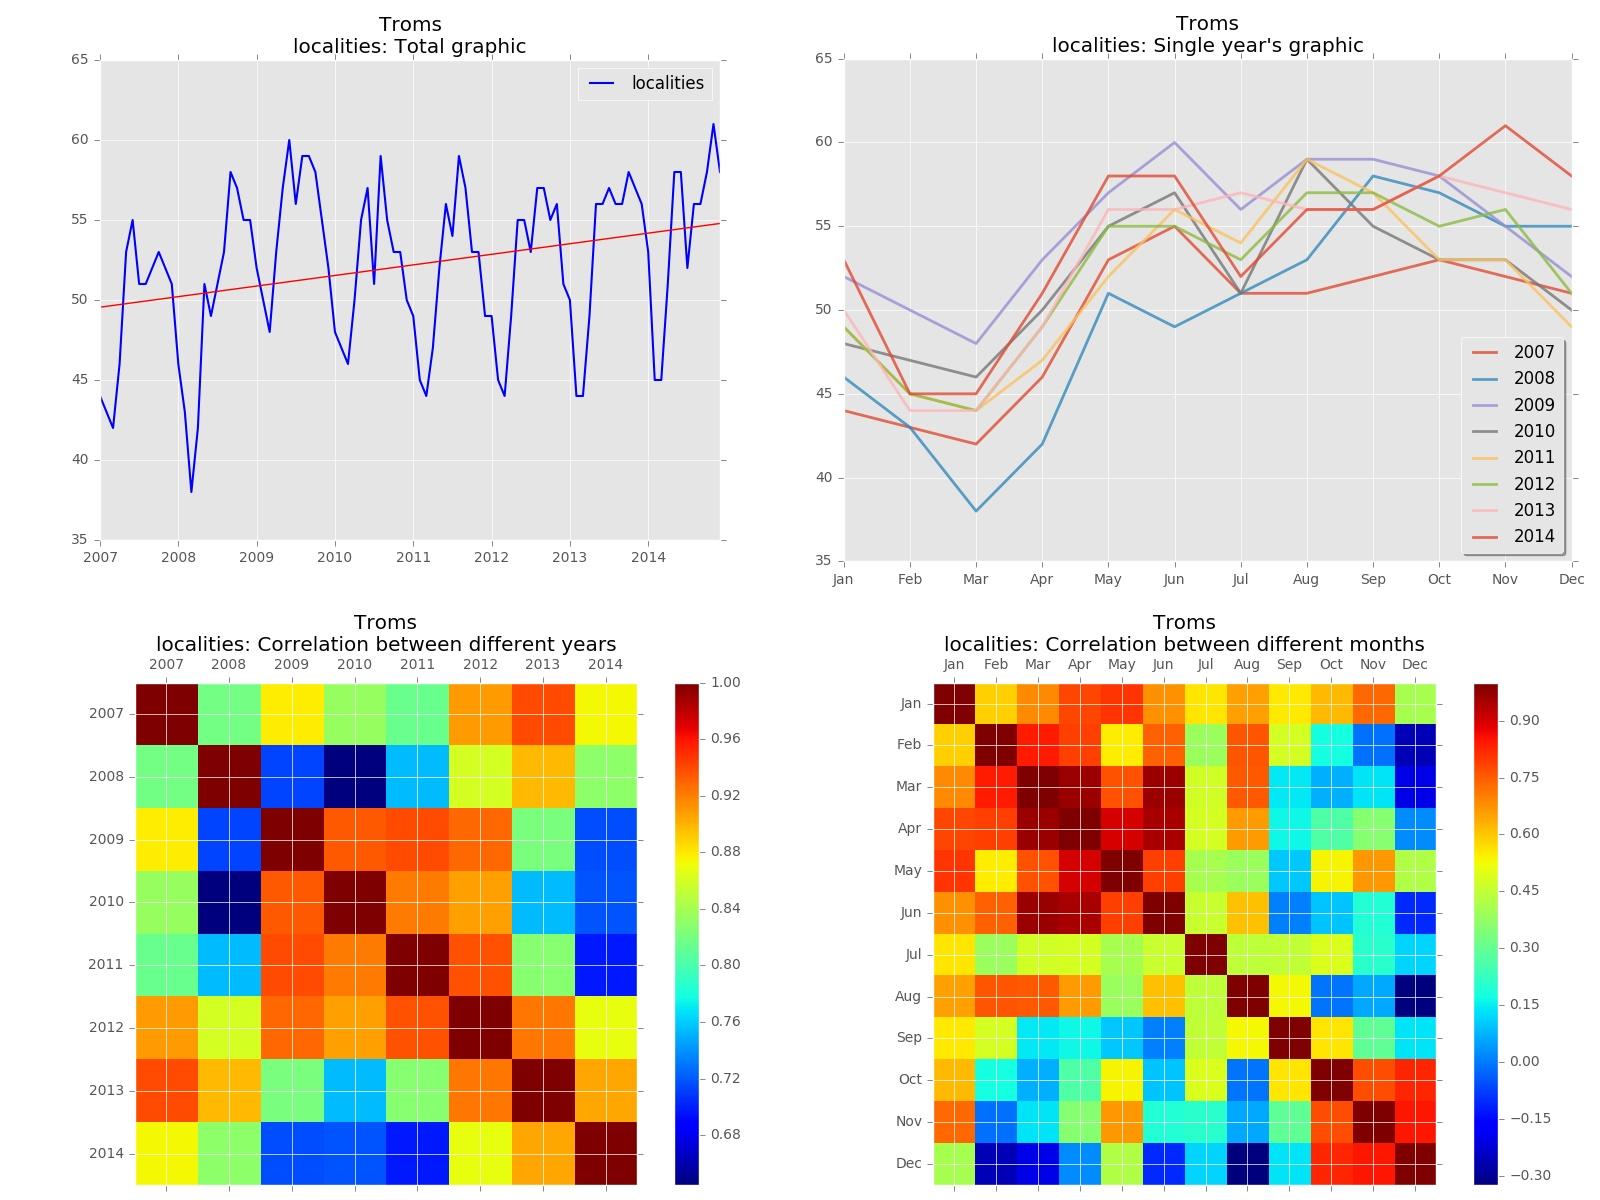 Troms
localities: Total graphic
65
60
55
50
45
40
35
2007 2008 2009 2010 2011 2012 2013 2014
localities
Troms
localities: Single year's graphic
65
60
55
50
45
40
35
Jan Feb Mar Apr May Jun Jul Aug Sep Oct Nov Dec
2007
2008
2009
2010
2011
2012
2013
2014
Troms
localities: Correlation between different years
2007 2008 2009 2010 2011 2012 2013 2014
2007
2008
2009
2010
2011
2012
2013
2014
1.00
0.96
0.92
0.88
0.84
0.80
0.76
0.72
0.68
Troms
localities: Correlation between different months
Jan Feb Mar Apr May Jun Jul Aug Sep Oct Nov Dec
Jan
Feb
Mar
Apr
May
Jun
Jul
Aug
Sep
Oct
Nov
Dec
0.90
0.75
0.60
0.45
0.30
0.15
0.00
−0.15
−0.30